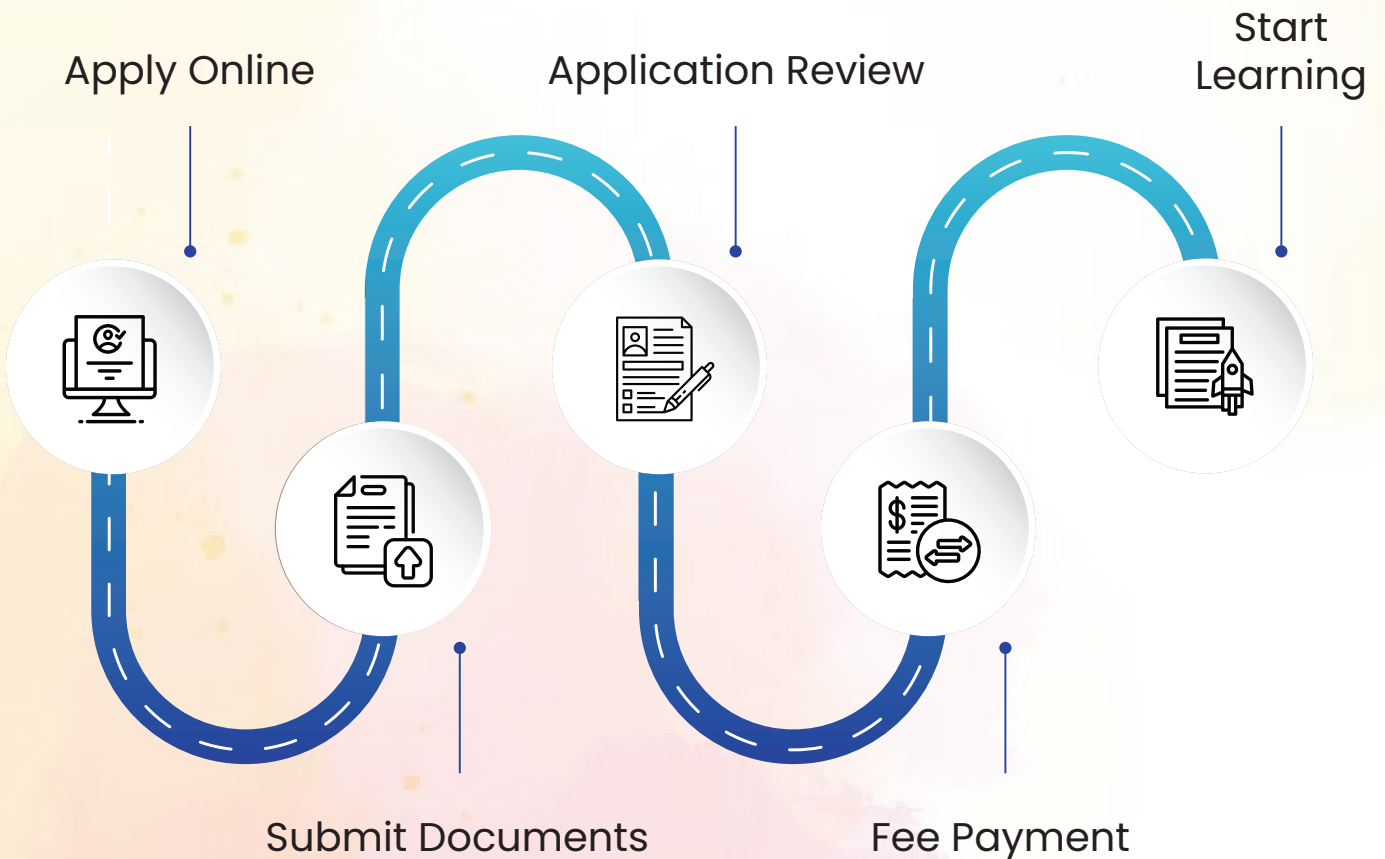 Apply Online
Submit Documents
Application Review
Fee Payment
Start
Learning
$